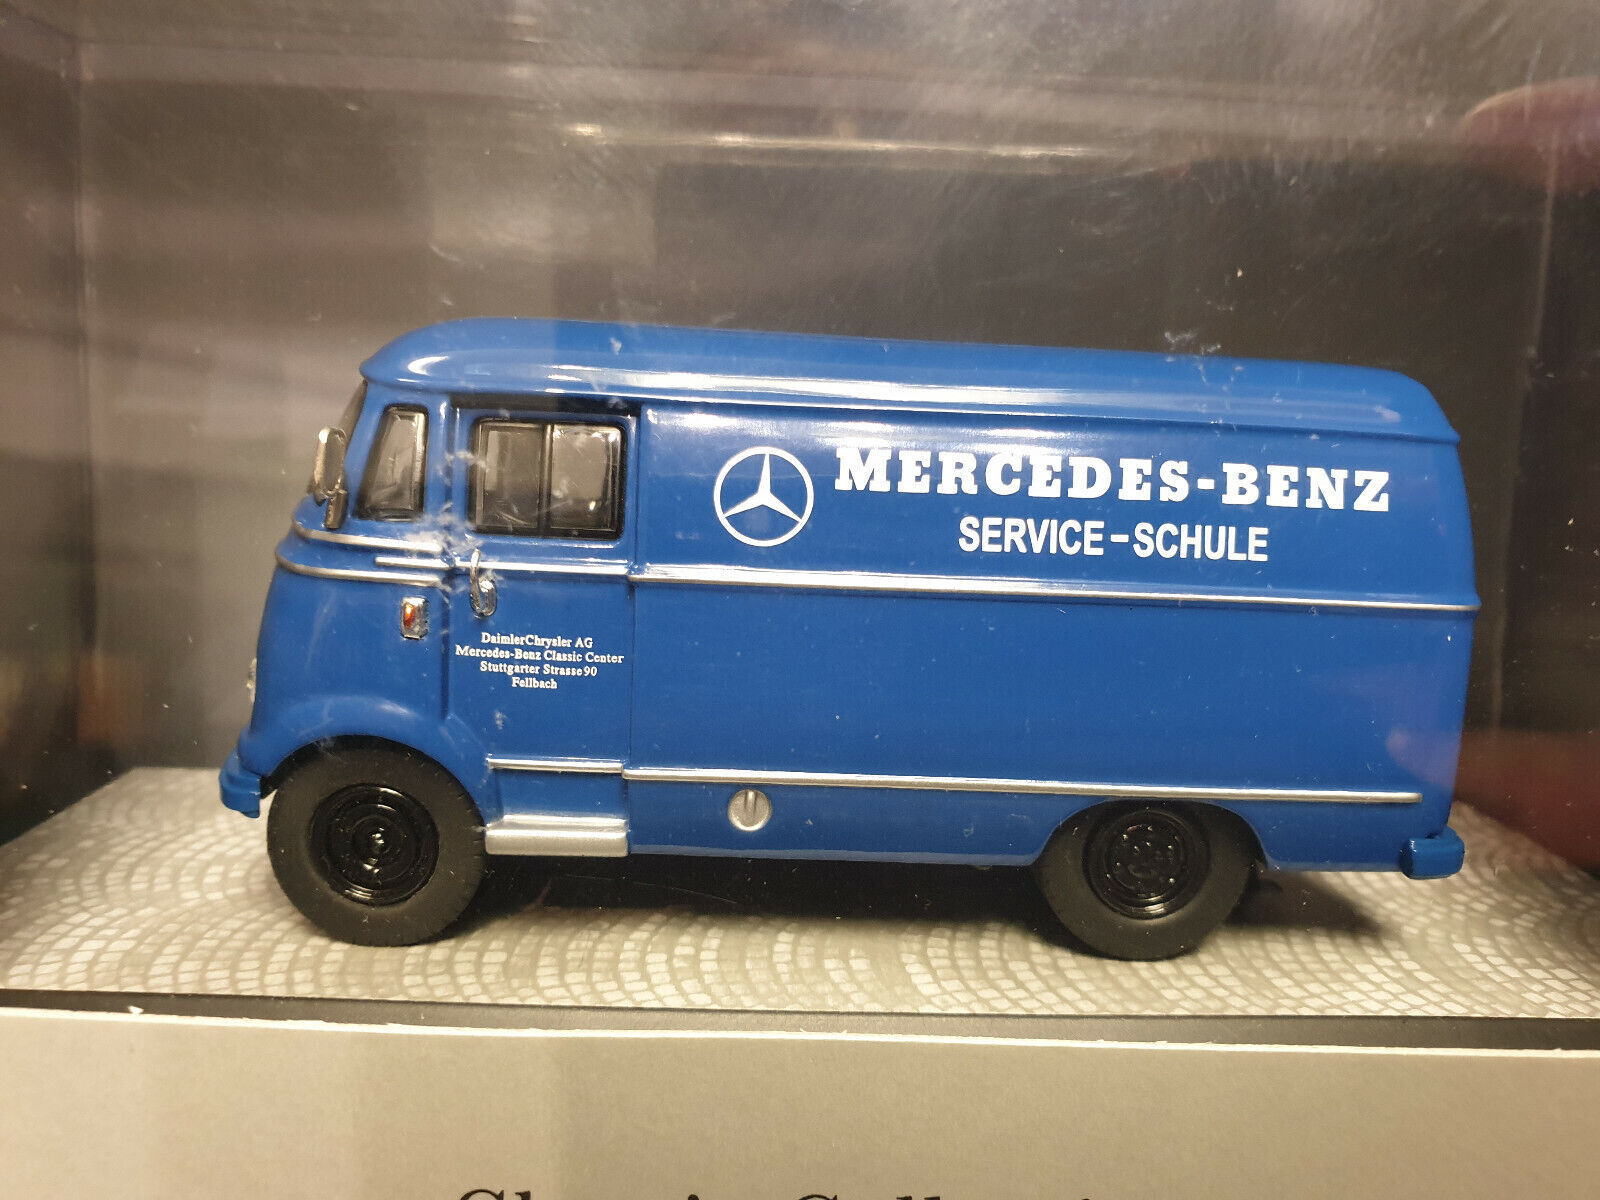 MERCEDES-BENZ
SERVICE-SCHULE
DaimlerChrysler AG
Mercedes-Benz Classic Center
Stuttgarter Strasse 90
Fellbach